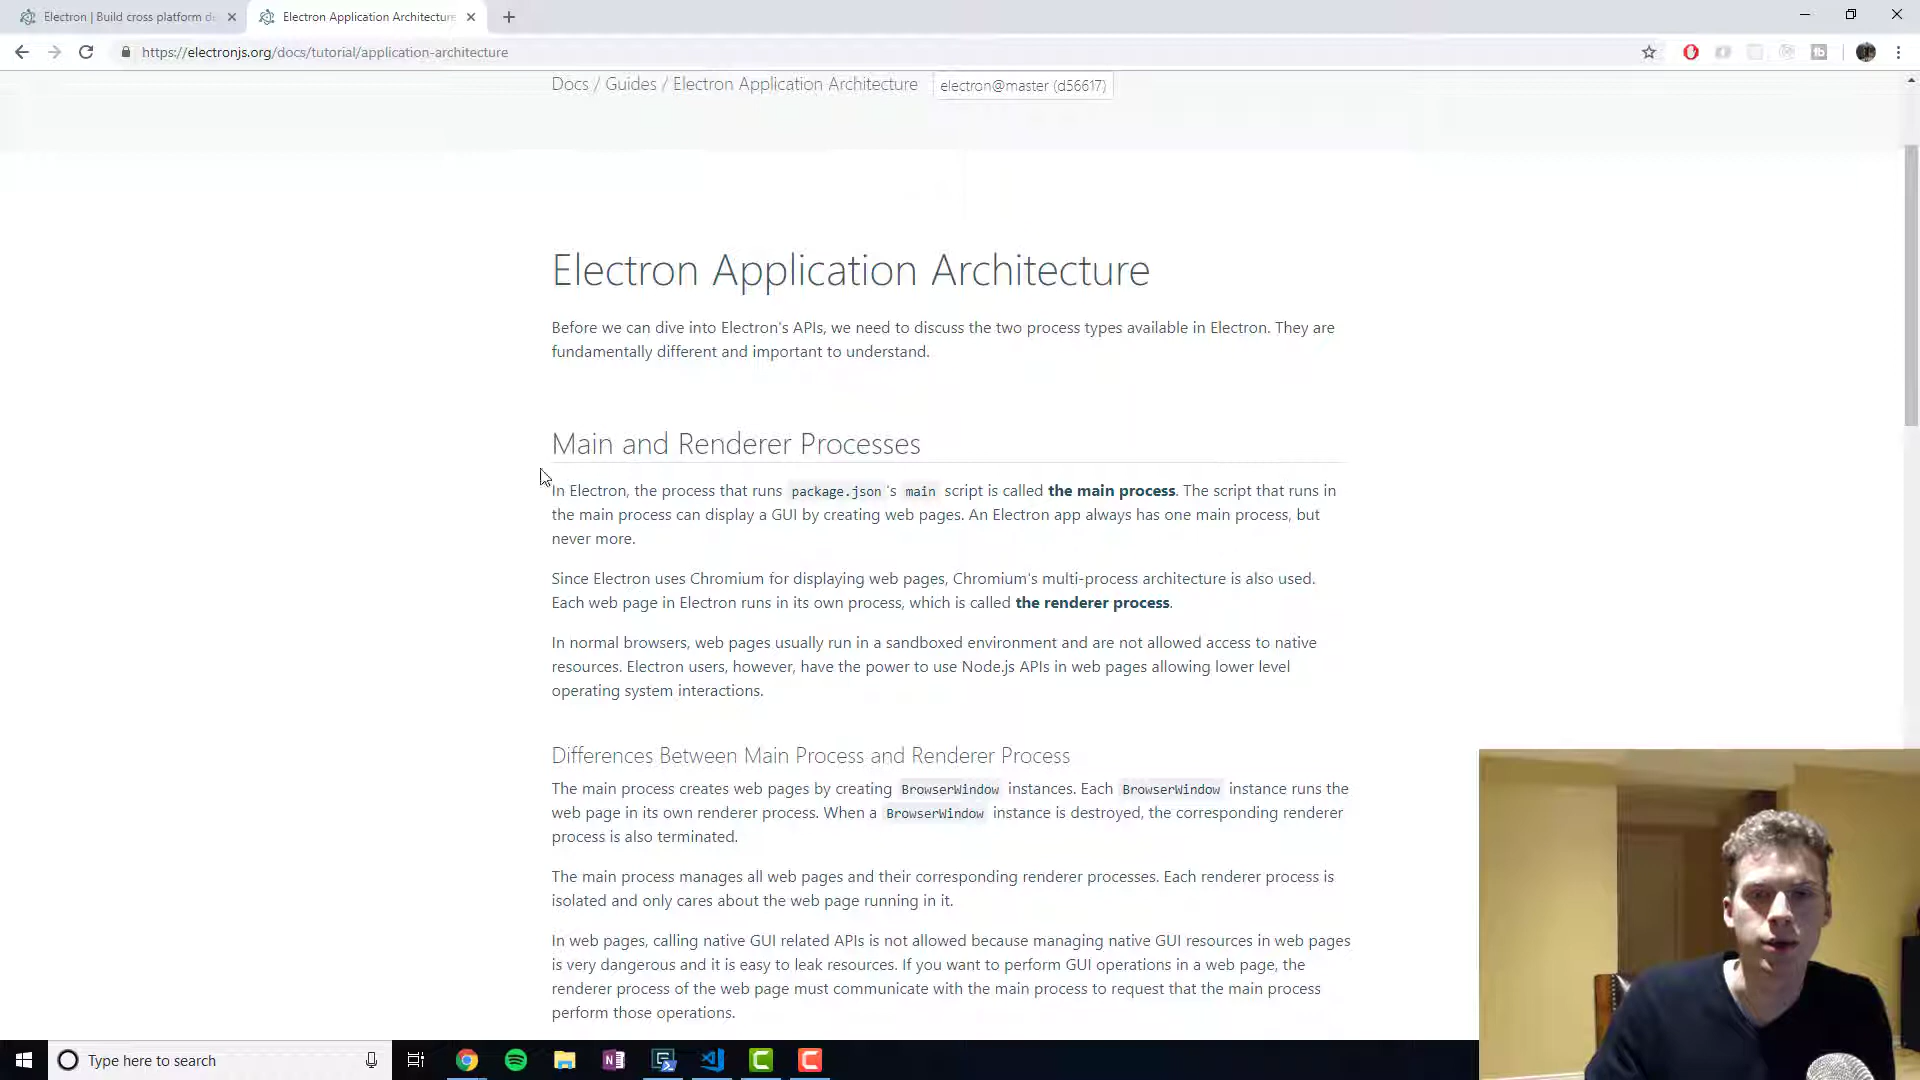 Electron | Build cross platform de
Electron Application Architecture
https://electronjs.org/docs/tutorial/application-architecture
Docs / Guides / Electron Application Architecture electron@master (d56617)
Electron Application Architecture
Before we can dive into Electron's APIs, we need to discuss the two process types available in Electron. They are
fundamentally different and important to understand.
Main and Renderer Processes
In Electron, the process that runs package.json's main script is called the main process. The script that runs in
the main process can display a GUI by creating web pages. An Electron app always has one main process, but
never more.
Since Electron uses Chromium for displaying web pages, Chromium's multi-process architecture is also used.
Each web page in Electron runs in its own process, which is called the renderer process.
In normal browsers, web pages usually run in a sandboxed environment and are not allowed access to native
resources. Electron users, however, have the power to use Node.js APIs in web pages allowing lower level
operating system interactions.
Differences Between Main Process and Renderer Process
The main process creates web pages by creating BrowserWindow instances. Each BrowserWindow instance runs the
web page in its own renderer process. When a BrowserWindow instance is destroyed, the corresponding renderer
process is also terminated.
The main process manages all web pages and their corresponding renderer processes. Each renderer process is
isolated and only cares about the web page running in it.
In web pages, calling native GUI related APIs is not allowed because managing native GUI resources in web pages
is very dangerous and it is easy to leak resources. If you want to perform GUI operations in a web page, the
renderer process of the web page must communicate with the main process to request that the main process
perform those operations.
Type here to search